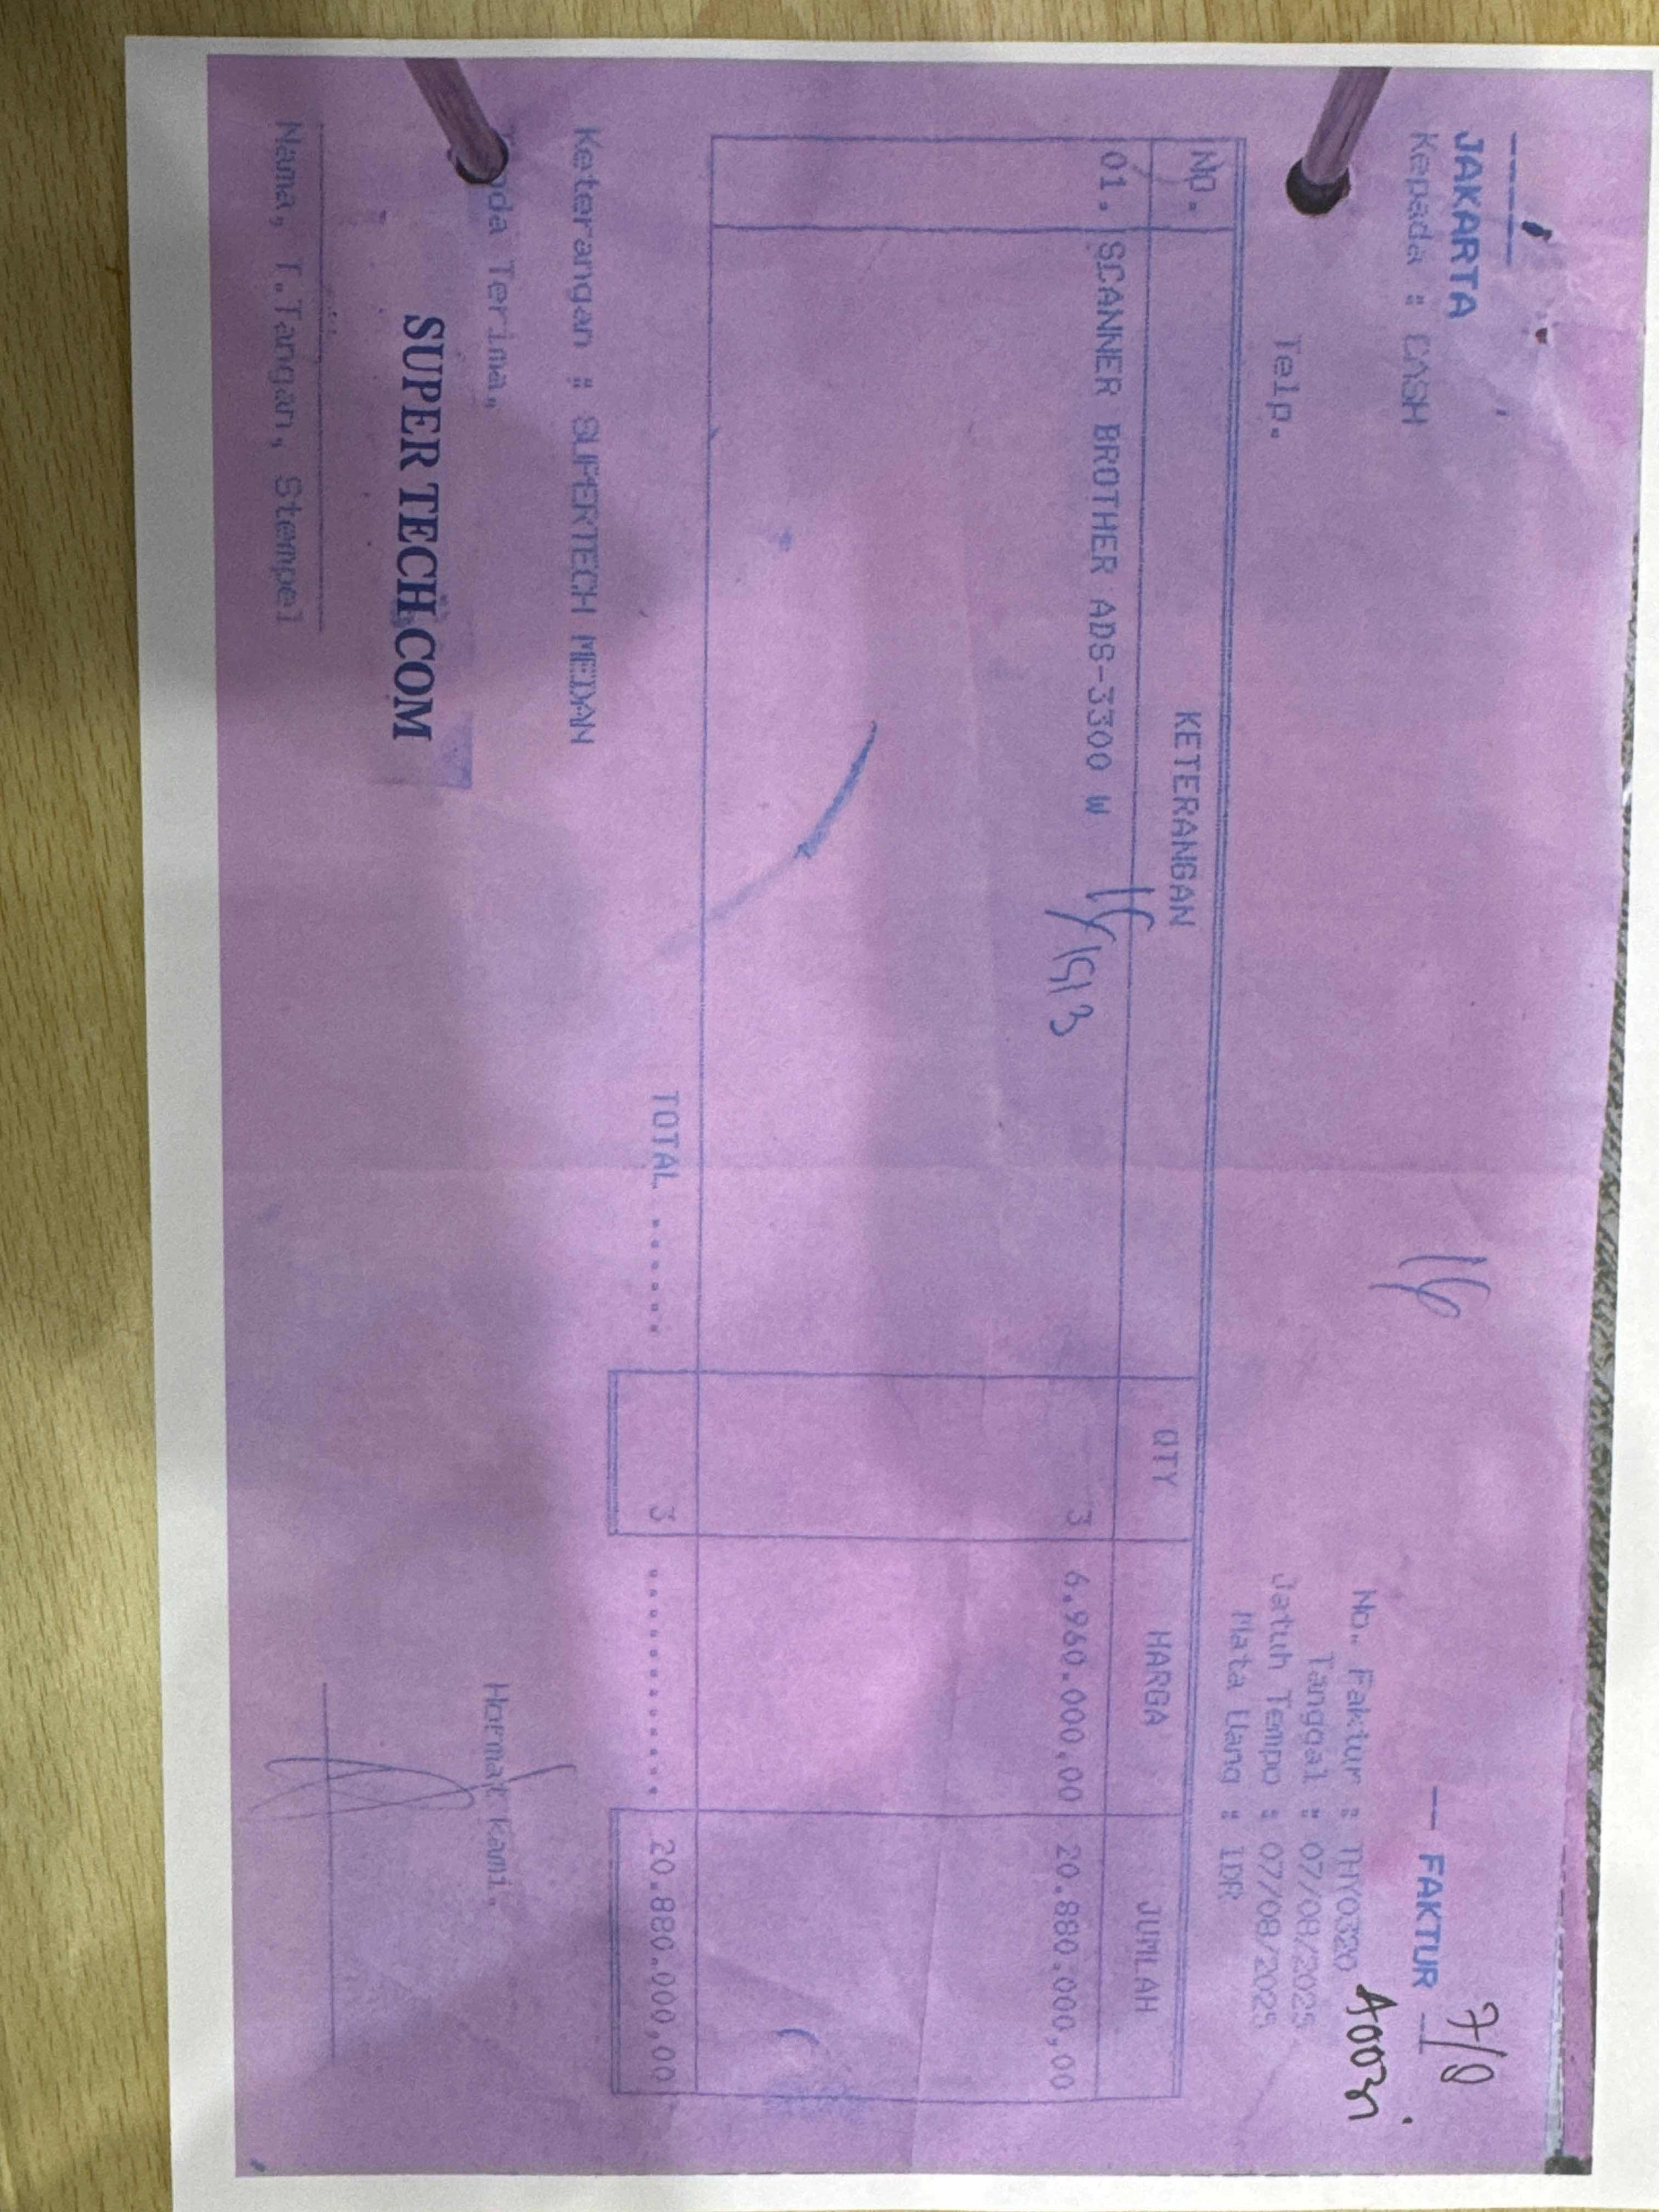 JAKARTA
Kepada : CASH
Telp.
7/8
-- FAKTUR --
No. Faktur : THY0320
Tanggal : 07/08/2025
Jatuh Tempo : 07/08/2025
Mata Uang : IDR
No. KETERANGAN QTY HARGA JUMLAH
01. SCANNER BROTHER ADS-3300 W 3 6.960.000,00 20.880.000,00
TOTAL ...... 3 ............ 20.880.000,00
Keterangan : SUPERTECH MEDAN
Terima, Hormat kami,
SUPER TECH.COM
Nama, T.Tangan, Stempel